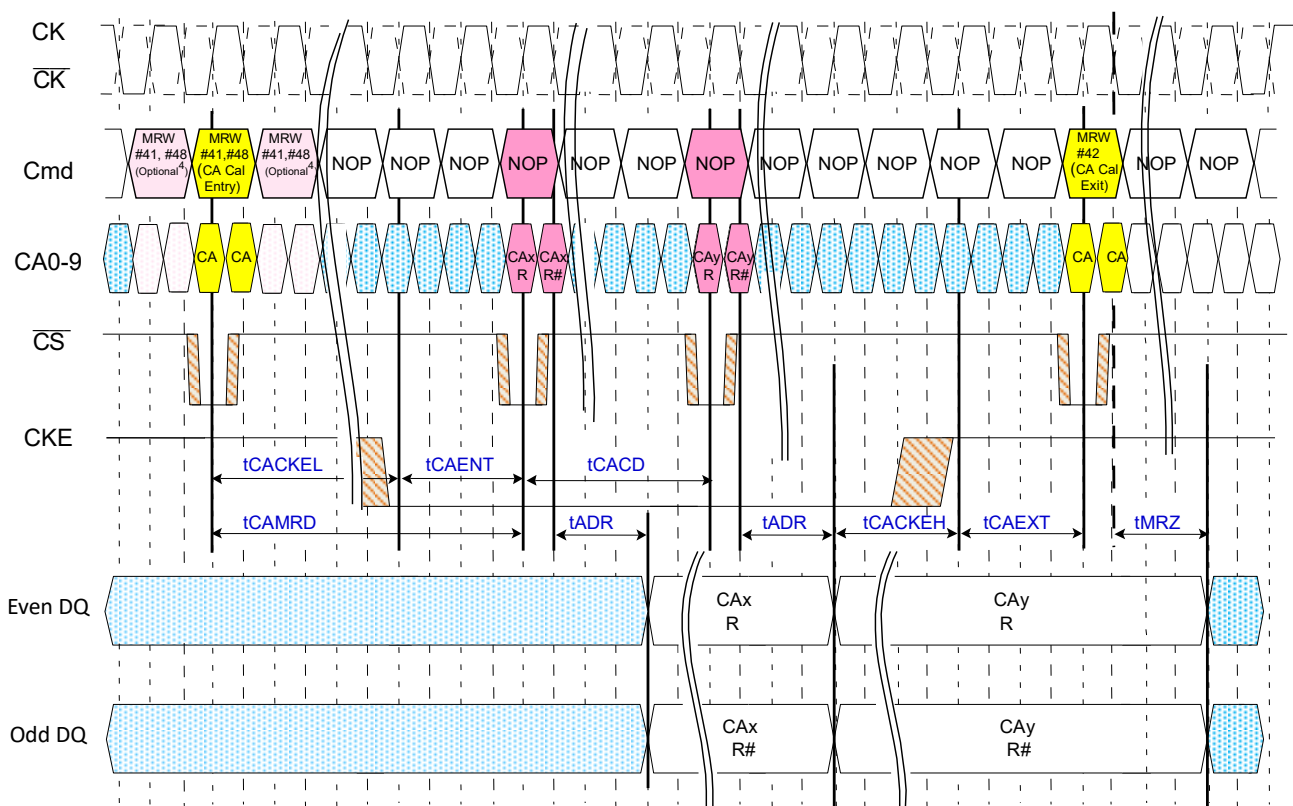 CK
CK
Cmd
MRW
#41, #48
(Optional4)
MRW
#41,#48
(CA Cal
Entry)
MRW
#41,#48
(Optional4)
NOP
NOP
NOP
NOP
NOP
NOP
NOP
NOP
NOP
NOP
NOP
NOP
MRW
#42
(CA Cal
Exit)
NOP
NOP
CA0-9
CA
CA
CAx
R
CAx
R#
CAy
R
CAy
R#
CA
CA
CS
CKE
tCACKEL
tCAENT
tCACD
tCAMRD
tADR
tADR
tCACKEH
tCAEXT
tMRZ
Even DQ
CAx
R
CAy
R
Odd DQ
CAx
R#
CAy
R#